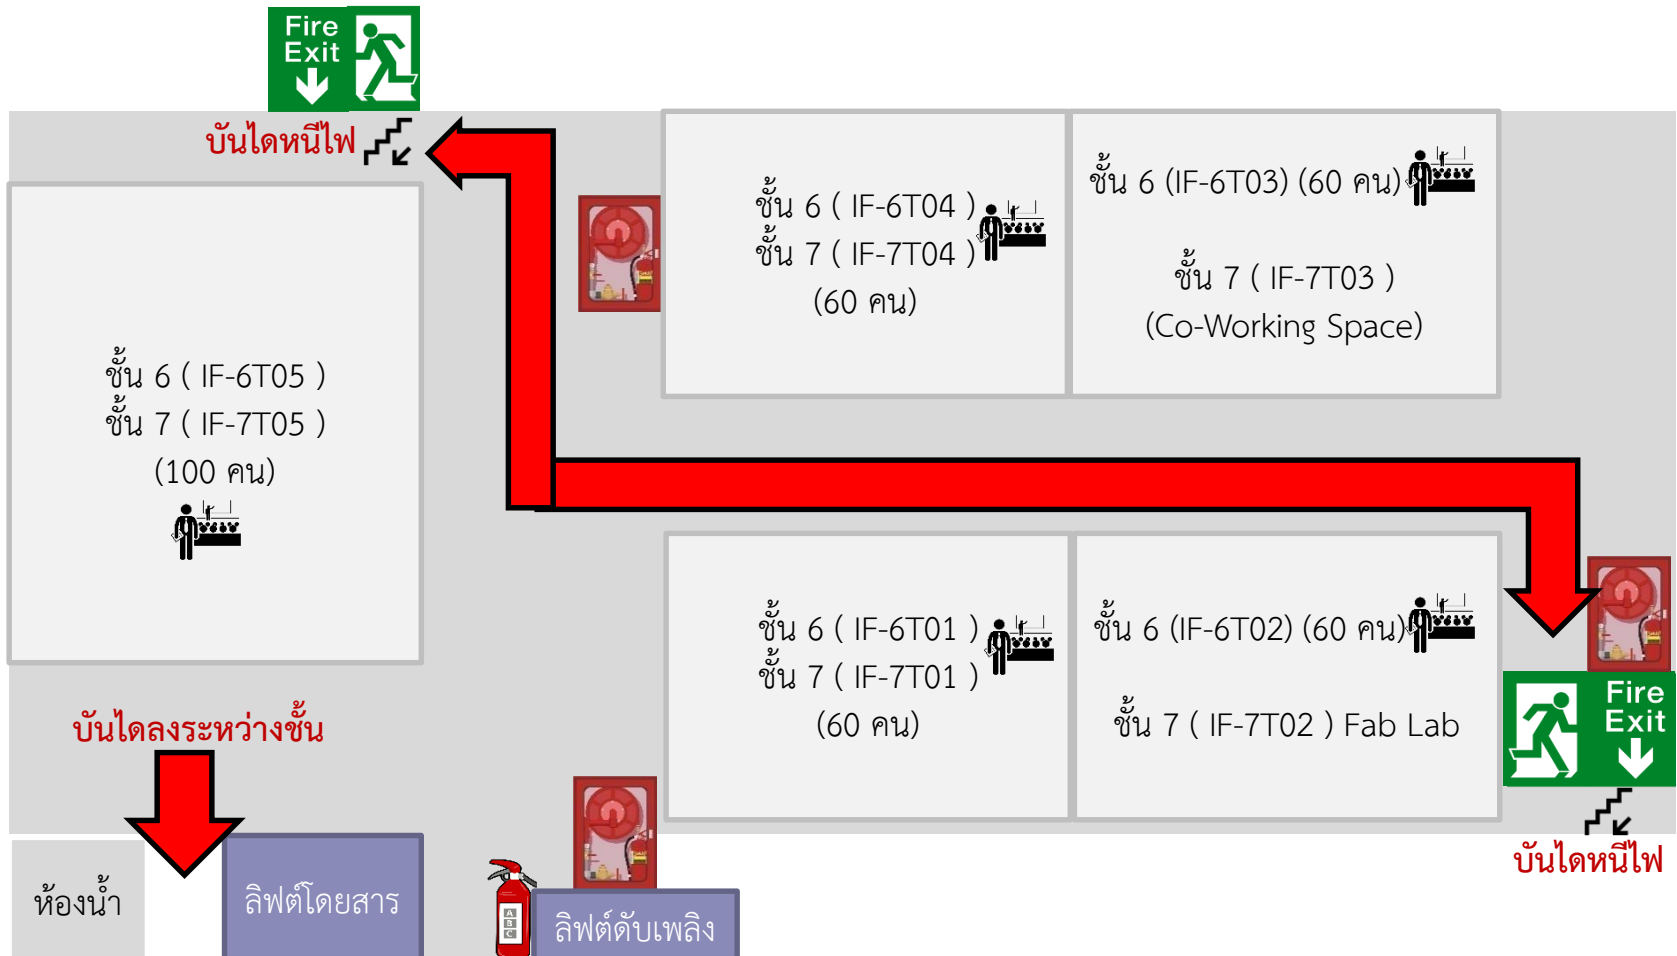 Fire
Exit
บันไดหนีไฟ
ชั้น 6 ( IF-6T04 )
ชั้น 7 ( IF-7T04 )
(60 คน)
ชั้น 6 (IF-6T03) (60 คน)
ชั้น 7 ( IF-7T03 )
(Co-Working Space)
ชั้น 6 ( IF-6T05 )
ชั้น 7 ( IF-7T05 )
(100 คน)
ชั้น 6 ( IF-6T01 )
ชั้น 7 ( IF-7T01 )
(60 คน)
ชั้น 6 (IF-6T02) (60 คน)
ชั้น 7 ( IF-7T02 ) Fab Lab
Fire
Exit
บันไดหนีไฟ
บันไดลงระหว่างชั้น
ห้องน้ำ
ลิฟต์โดยสาร
A
B
C
ลิฟต์ดับเพลิง